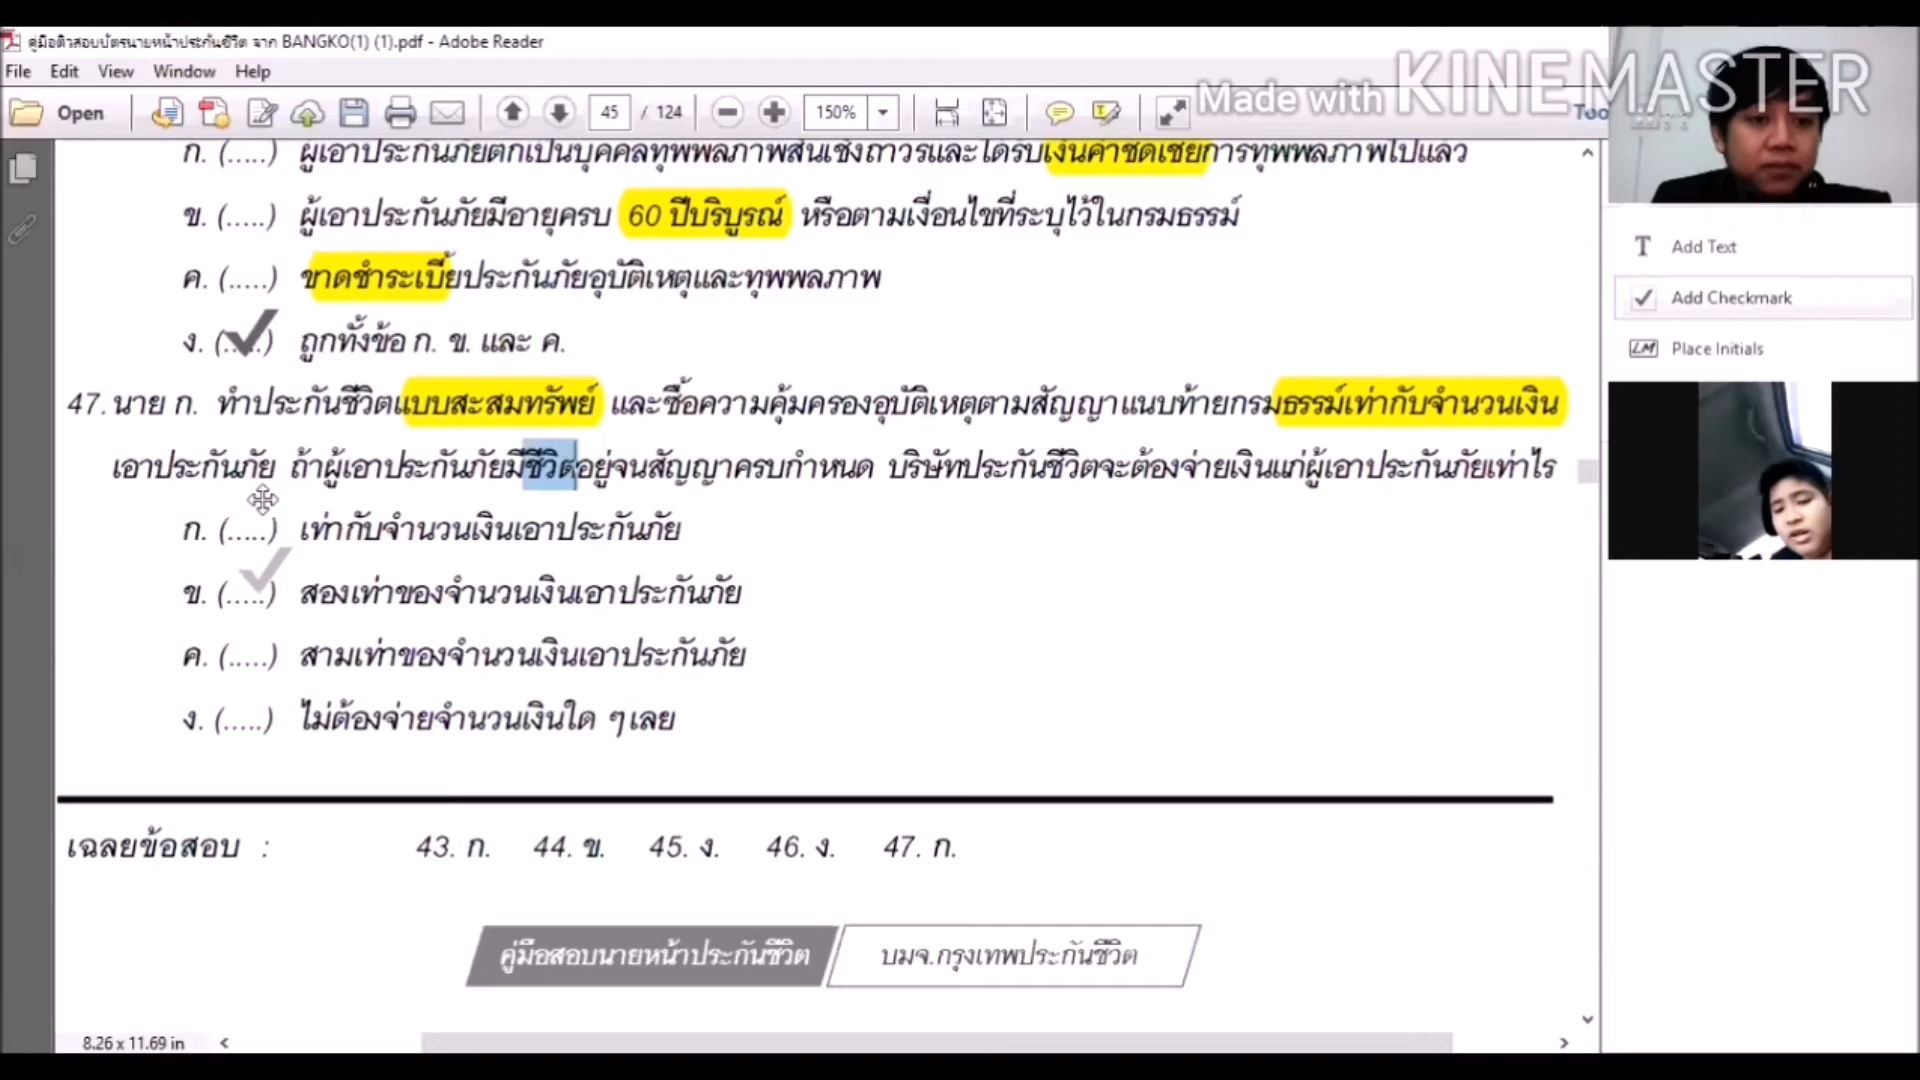 คู่มือติวสอบบัตรนายหน้าประกันชีวิต จาก BANGKO(1) (1).pdf - Adobe Reader
File Edit View Window Help
Made with KINEMASTER
Open 45 / 124 150% Too
ก. (.....) ผู้เอาประกันภัยตกเป็นบุคคลทุพพลภาพสิ้นเชิงถาวรและได้รับเงินค่าชดเชยการทุพพลภาพไปแล้ว
ข. (.....) ผู้เอาประกันภัยมีอายุครบ 60 ปีบริบูรณ์ หรือตามเงื่อนไขที่ระบุไว้ในกรมธรรม์
ค. (.....) ขาดชำระเบี้ยประกันภัยอุบัติเหตุและทุพพลภาพ
ง. (.....) ถูกทั้งข้อ ก. ข. และ ค.
47. นาย ก. ทำประกันชีวิตแบบสะสมทรัพย์ และซื้อความคุ้มครองอุบัติเหตุตามสัญญาแนบท้ายกรมธรรม์เท่ากับจำนวนเงิน
เอาประกันภัย ถ้าผู้เอาประกันภัยมีชีวิตอยู่จนสัญญาครบกำหนด บริษัทประกันชีวิตจะต้องจ่ายเงินแก่ผู้เอาประกันภัยเท่าไร
ก. (.....) เท่ากับจำนวนเงินเอาประกันภัย
ข. (.....) สองเท่าของจำนวนเงินเอาประกันภัย
ค. (.....) สามเท่าของจำนวนเงินเอาประกันภัย
ง. (.....) ไม่ต้องจ่ายจำนวนเงินใด ๆ เลย
เฉลยข้อสอบ : 43. ก. 44. ข. 45. ง. 46. ง. 47. ก.
คู่มือสอบนายหน้าประกันชีวิต บมจ.กรุงเทพประกันชีวิต
8.26 x 11.69 in
Add Text
Add Checkmark
LM Place Initials